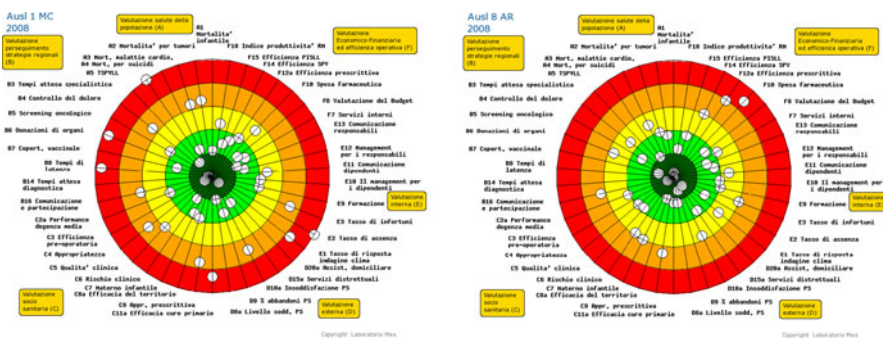 Ausl 1 MC
2008
Valutazione salute della
popolazione (A)
Valutazione
perseguimento
strategie regionali
(B)
Valutazione
Economico-Finanziaria
ed efficienza operativa (F)
R1
Mortalita'
infantile
A2 Mortalita' per tumori
F10 Indice produttivita' RH
A3 Mort. malattie cardio,
B4 Mort. per suicidi
A5 TSPYLL
F15 Efficienza PISLL
F14 Efficienza SPV
F12a Efficienza prescrittiva
F10 Spesa farmaceutica
B3 Tempi attesa specialistica
B4 Controllo del dolore
B5 Screening oncologico
B6 Donazioni di organi
B7 Copert. vaccinale
B8 Tempi di
latenza
B14 Tempi attesa
diagnostica
B16 Comunicazione
e partecipazione
C2a Performance
degenza media
C3 Efficienza
pre-operatoria
C4 Appropriatezza
C5 Qualita' clinica
C6 Rischio clinico
C7 Materno infantile
C8a Efficacia del territorio
C9 Appr. prescrittiva
C11a Efficacia cure primarie
F8 Valutazione del Budget
F7 Servizi interni
E13 Comunicazione
responsabili
E12 Management
per i responsabili
E11 Comunicazione
dipendenti
E10 Il management per
i dipendenti
E9 Formazione
Valutazione
interna (E)
E3 Tasso di infortuni
E2 Tasso di assenza
E1 Tasso di risposta
indagine clima
D20a Assist. domiciliare
D15a Servizi distrettuali
D10a Insoddisfazione PS
D9 % abbandoni PS
D8a Livello sodd. PS
Valutazione
socio
sanitaria (C)
Valutazione
esterna (D)
Copyright Laboratorio Mes
Ausl 8 AR
2008
Valutazione salute della
popolazione (A)
Valutazione
perseguimento
strategie regionali
(B)
Valutazione
Economico-Finanziaria
ed efficienza operativa (F)
R1
Mortalita'
infantile
A2 Mortalita' per tumori
F10 Indice produttivita' RH
A3 Mort. malattie cardio,
B4 Mort. per suicidi
A5 TSPYLL
F15 Efficienza PISLL
F14 Efficienza SPV
F12a Efficienza prescrittiva
F10 Spesa farmaceutica
B3 Tempi attesa specialistica
B4 Controllo del dolore
B5 Screening oncologico
B6 Donazioni di organi
B7 Copert. vaccinale
B8 Tempi di
latenza
B14 Tempi attesa
diagnostica
B16 Comunicazione
e partecipazione
C2a Performance
degenza media
C3 Efficienza
pre-operatoria
C4 Appropriatezza
C5 Qualita' clinica
C6 Rischio clinico
C7 Materno infantile
C8a Efficacia del territorio
C9 Appr. prescrittiva
C11a Efficacia cure primarie
F8 Valutazione del Budget
F7 Servizi interni
E13 Comunicazione
responsabili
E12 Management
per i responsabili
E11 Comunicazione
dipendenti
E10 Il management per
i dipendenti
E9 Formazione
Valutazione
interna (E)
E3 Tasso di infortuni
E2 Tasso di assenza
E1 Tasso di risposta
indagine clima
D20a Assist. domiciliare
D15a Servizi distrettuali
D10a Insoddisfazione PS
D9 % abbandoni PS
D8a Livello sodd. PS
Valutazione
socio
sanitaria (C)
Valutazione
esterna (D)
Copyright Laboratorio Mes